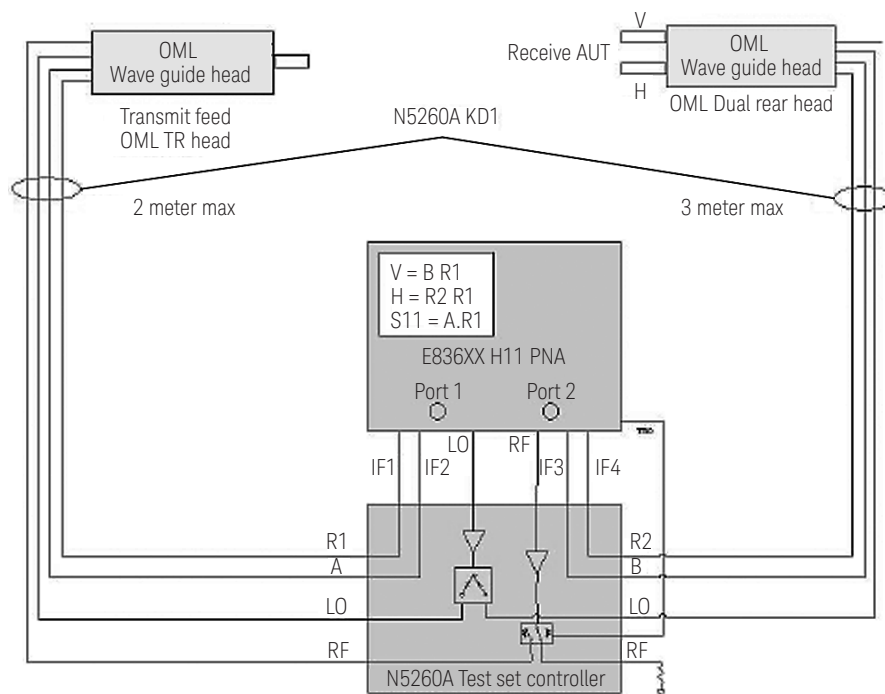 OML
Wave guide head
Transmit feed
OML TR head
V
Receive AUT
H
OML
Wave guide head
OML Dual rear head
N5260A KD1
2 meter max
3 meter max
V = B R1
H = R2 R1
S11 = A.R1
E836XX H11 PNA
Port 1
Port 2
LO
RF
IF1
IF2
IF3
IF4
R1
A
LO
RF
R2
B
LO
RF
N5260A Test set controller